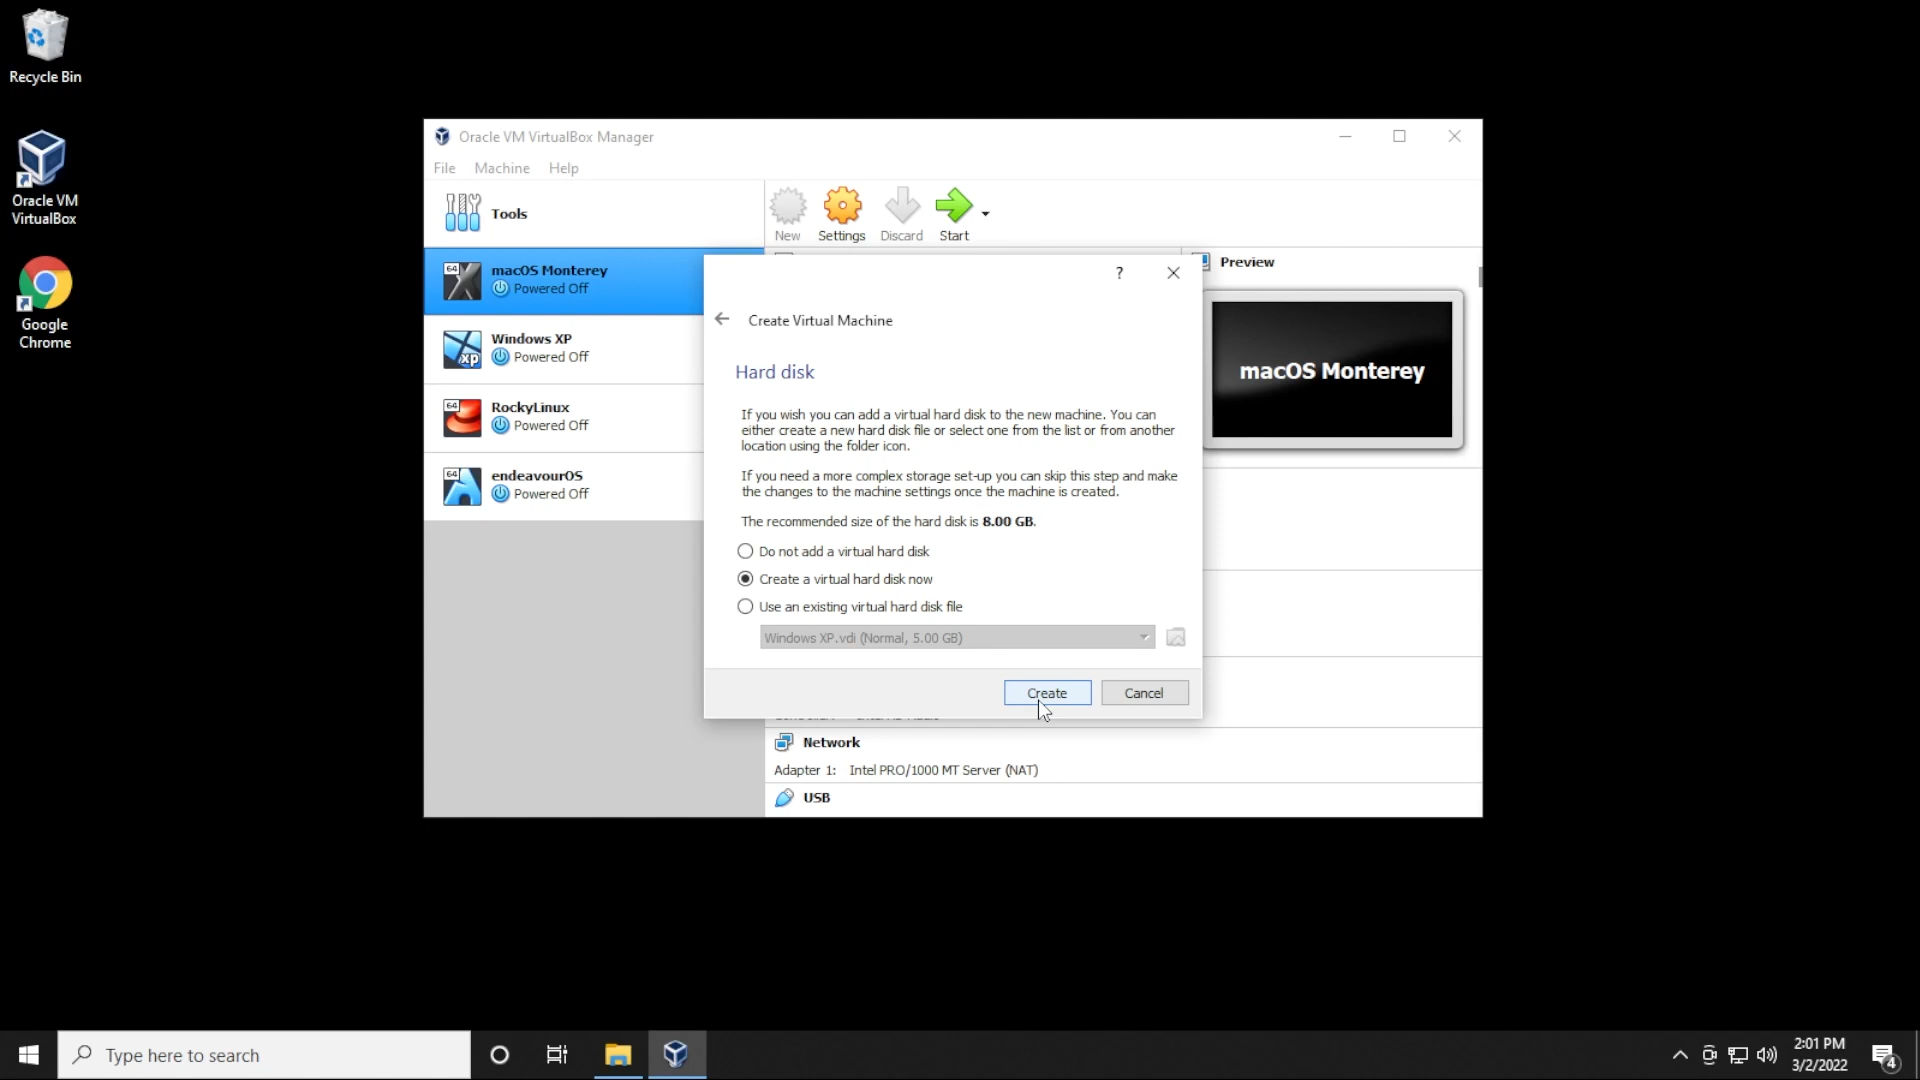 Recycle Bin
Oracle VM
VirtualBox
Google
Chrome
Oracle VM VirtualBox Manager
File Machine Help
Tools
New Settings Discard Start
macOS Monterey
Powered Off
Windows XP
Powered Off
RockyLinux
Powered Off
endeavourOS
Powered Off
64
64
64
xp
Preview
macOS Monterey
?
Create Virtual Machine
Hard disk
If you wish you can add a virtual hard disk to the new machine. You can
either create a new hard disk file or select one from the list or from another
location using the folder icon.
If you need a more complex storage set-up you can skip this step and make
the changes to the machine settings once the machine is created.
The recommended size of the hard disk is 8.00 GB.
Do not add a virtual hard disk
Create a virtual hard disk now
Use an existing virtual hard disk file
Windows XP.vdi (Normal, 5.00 GB)
Create Cancel
Network
Adapter 1: Intel PRO/1000 MT Server (NAT)
USB
Type here to search
2:01 PM
3/2/2022
4